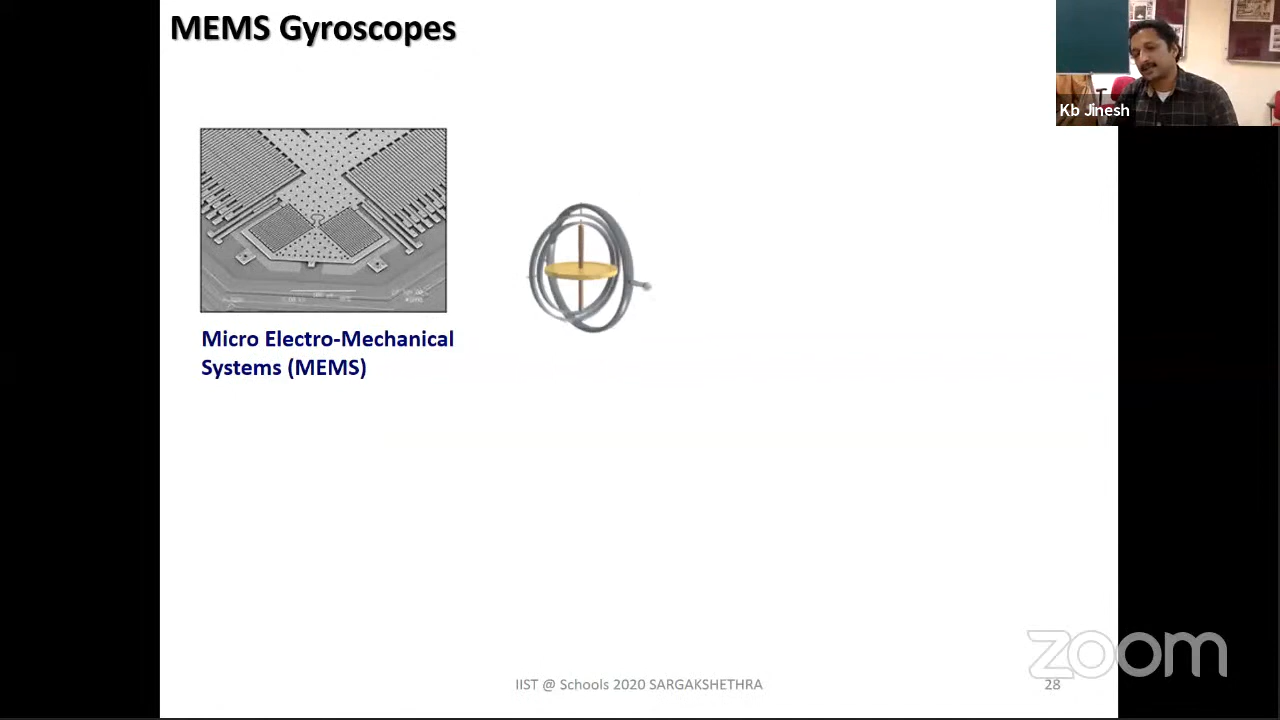 MEMS Gyroscopes
Kb Jinesh
Micro Electro-Mechanical
Systems (MEMS)
zoom
IIST @ Schools 2020 SARGAKSHETHRA
28